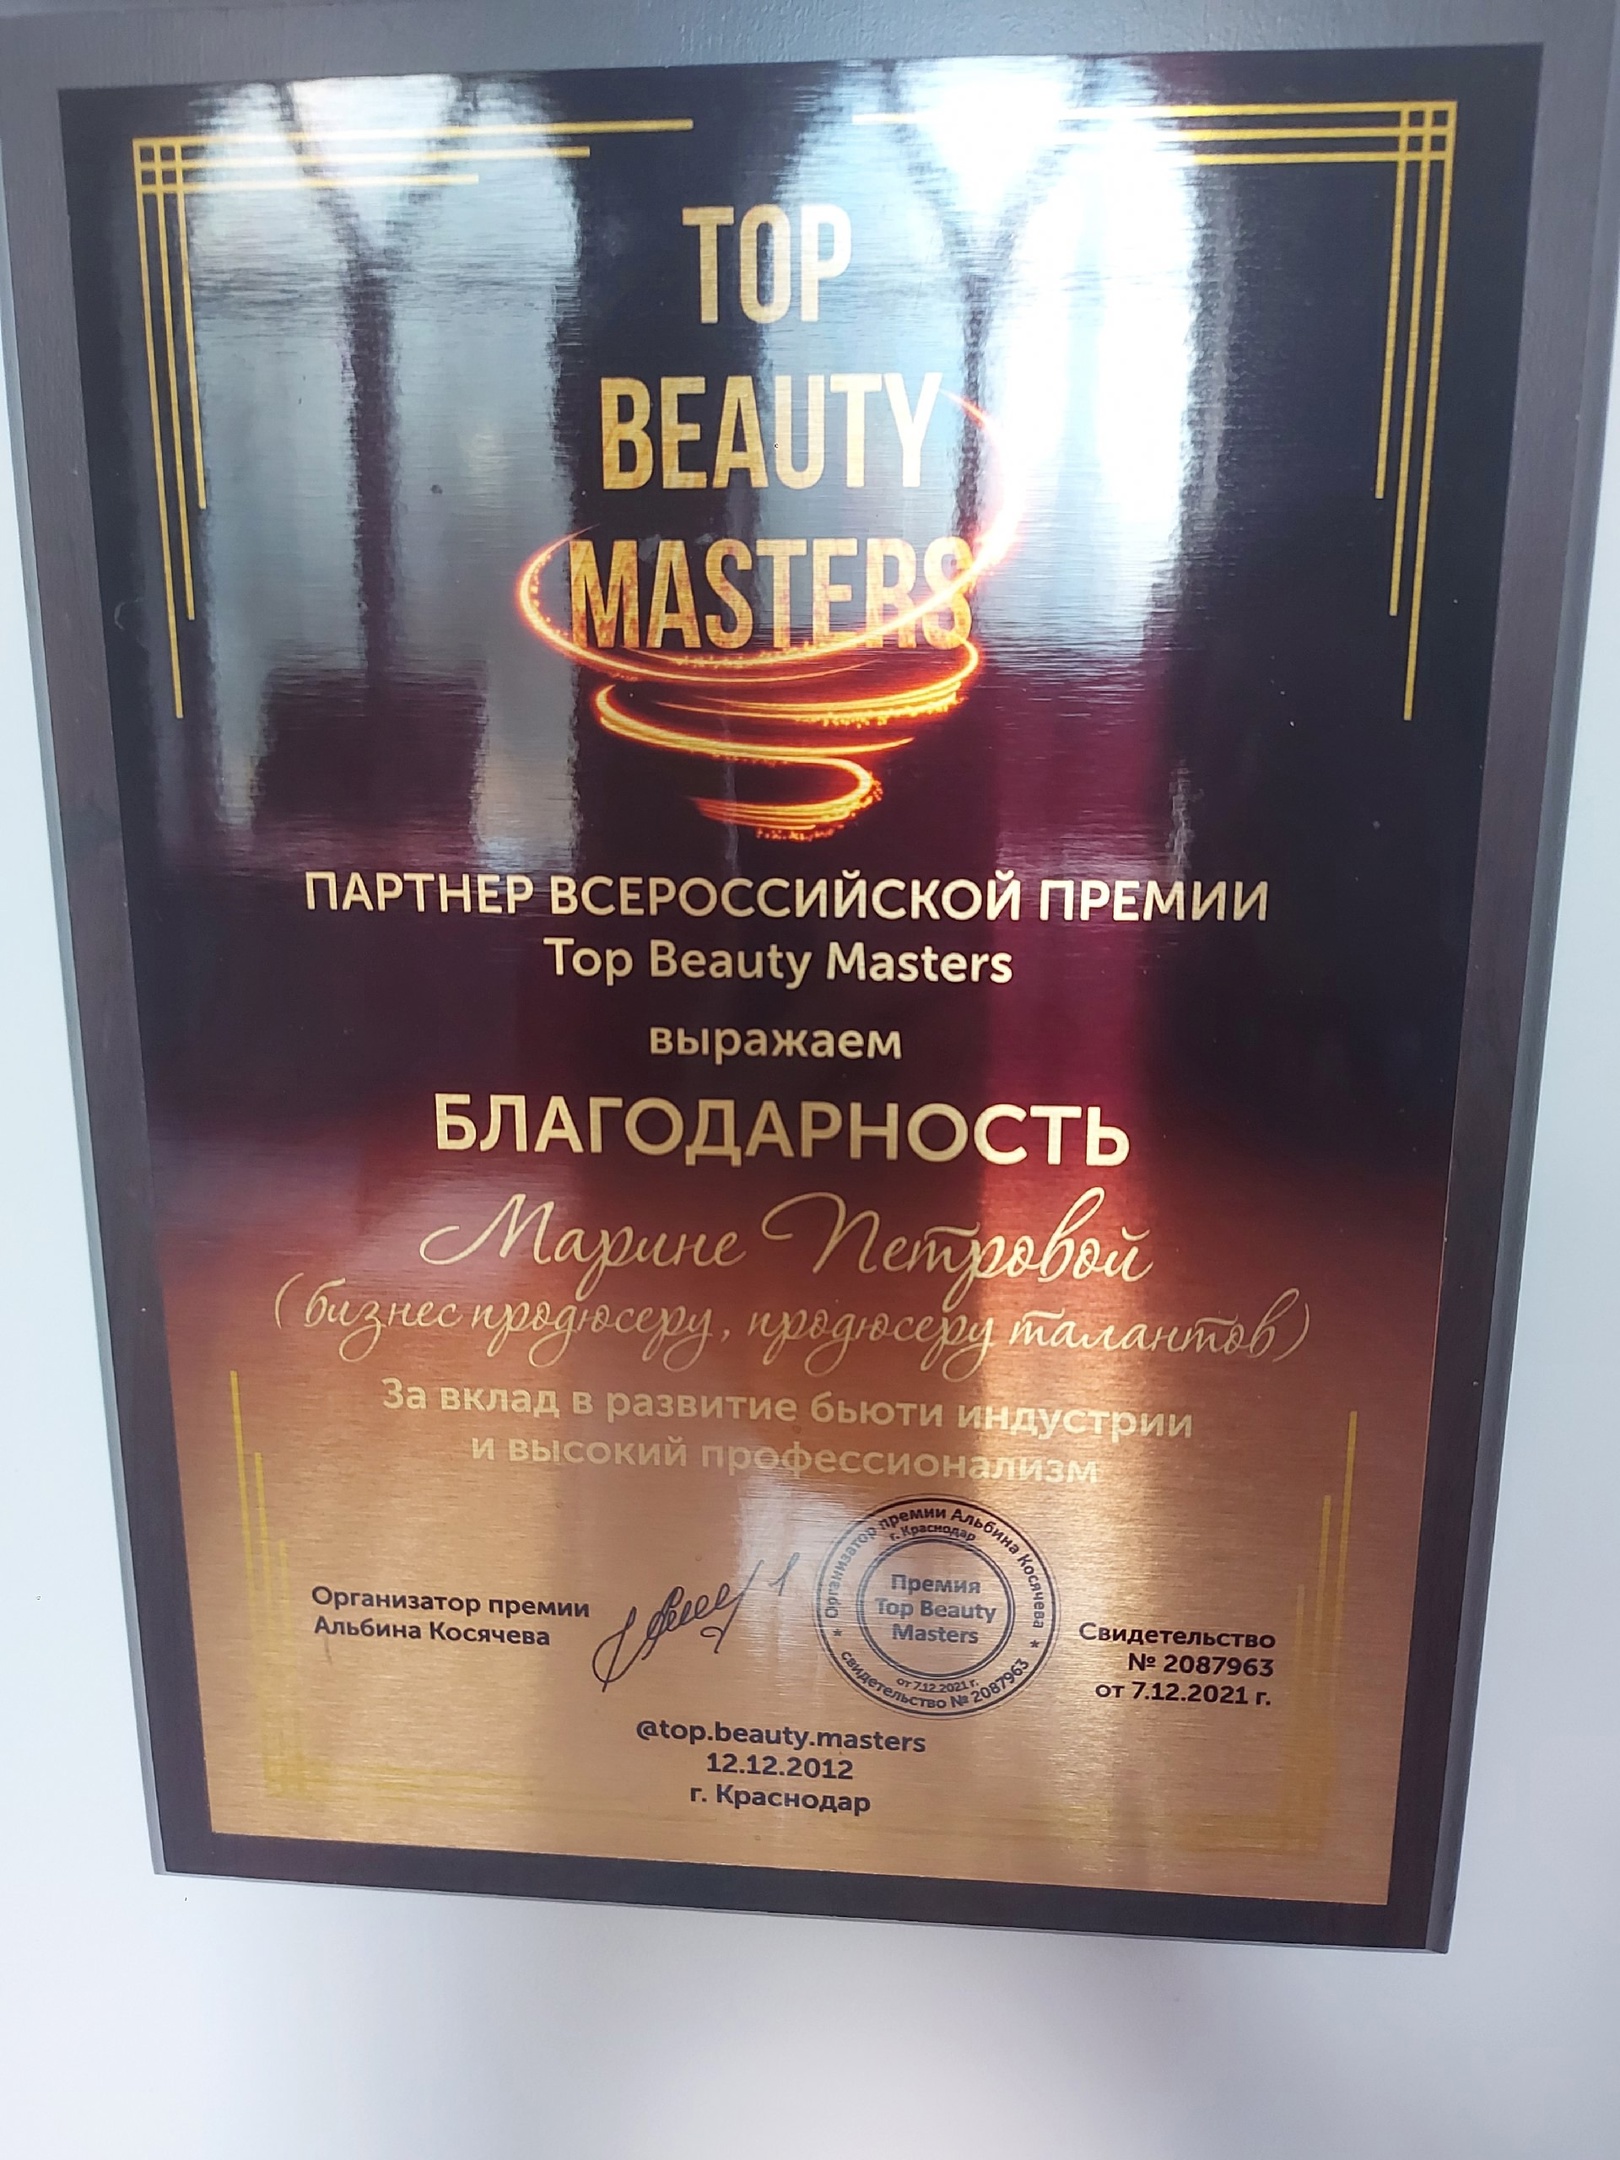 TOP
BEAUTY
MASTERS
ПАРТНЕР ВСЕРОССИЙСКОЙ ПРЕМИИ
Top Beauty Masters
выражаем
БЛАГОДАРНОСТЬ
Марине Петровой
(бизнес продюсеру, продюсеру талантов)
За вклад в развитие бьюти индустрии
и высокий профессионализм
Организатор премии
Альбина Косячева
Организатор премии Альбина Косячева
г. Краснодар
Премия
Top Beauty
Masters
от 7.12.2021 г.
* свидетельство № 2087963 *
Свидетельство
№ 2087963
от 7.12.2021 г.
@top.beauty.masters
12.12.2012
г. Краснодар